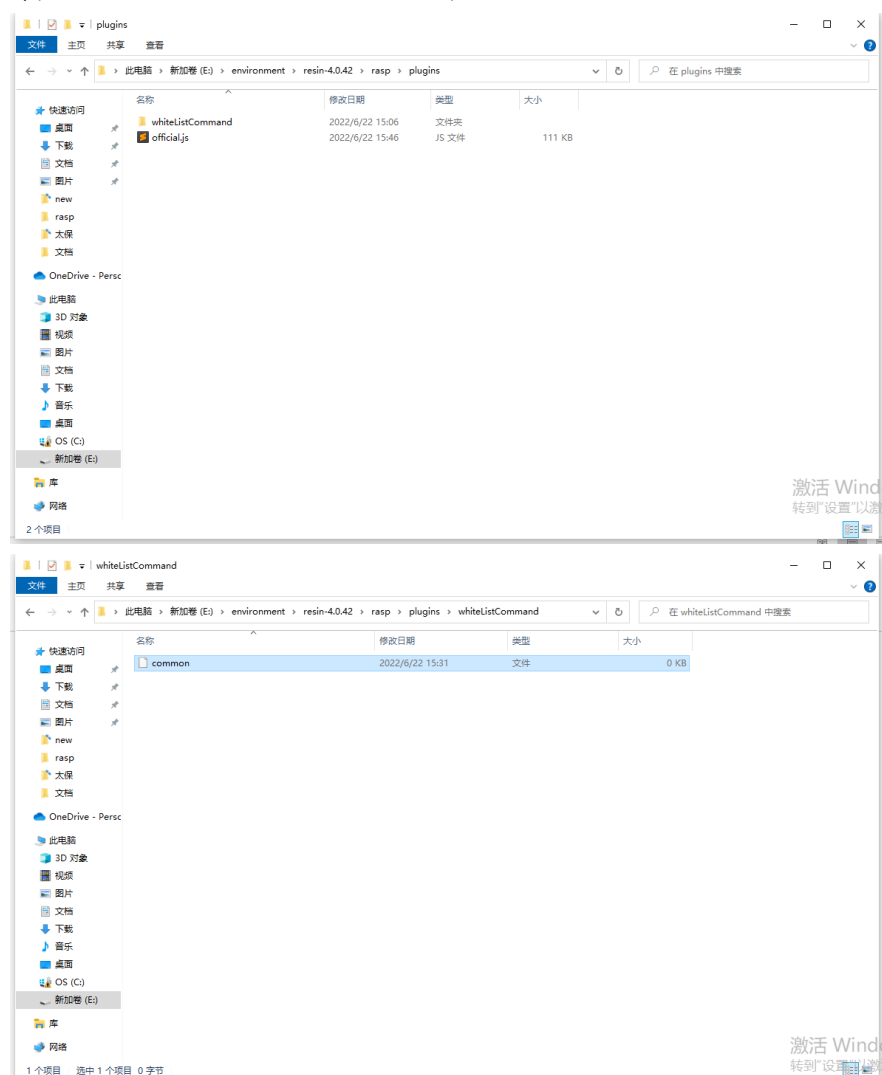 plugins
文件 主页 共享 查看
此电脑 › 新加卷 (E:) › environment › resin-4.0.42 › rasp › plugins
在 plugins 中搜索
名称 修改日期 类型 大小
whiteListCommand 2022/6/22 15:06 文件夹
official.js 2022/6/22 15:46 JS 文件 111 KB
快速访问
桌面
下载
文档
图片
new
rasp
太保
文档
OneDrive - Persc
此电脑
3D 对象
视频
图片
文档
下载
音乐
桌面
OS (C:)
新加卷 (E:)
库
网络
激活 Wind
转到"设置"以激
2 个项目
whiteListCommand
文件 主页 共享 查看
此电脑 › 新加卷 (E:) › environment › resin-4.0.42 › rasp › plugins › whiteListCommand
在 whiteListCommand 中搜索
名称 修改日期 类型 大小
common 2022/6/22 15:31 文件 0 KB
快速访问
桌面
下载
文档
图片
new
rasp
太保
文档
OneDrive - Persc
此电脑
3D 对象
视频
图片
文档
下载
音乐
桌面
OS (C:)
新加卷 (E:)
库
网络
激活 Wind
转到"设置"以激
1 个项目 选中 1 个项目 0 字节